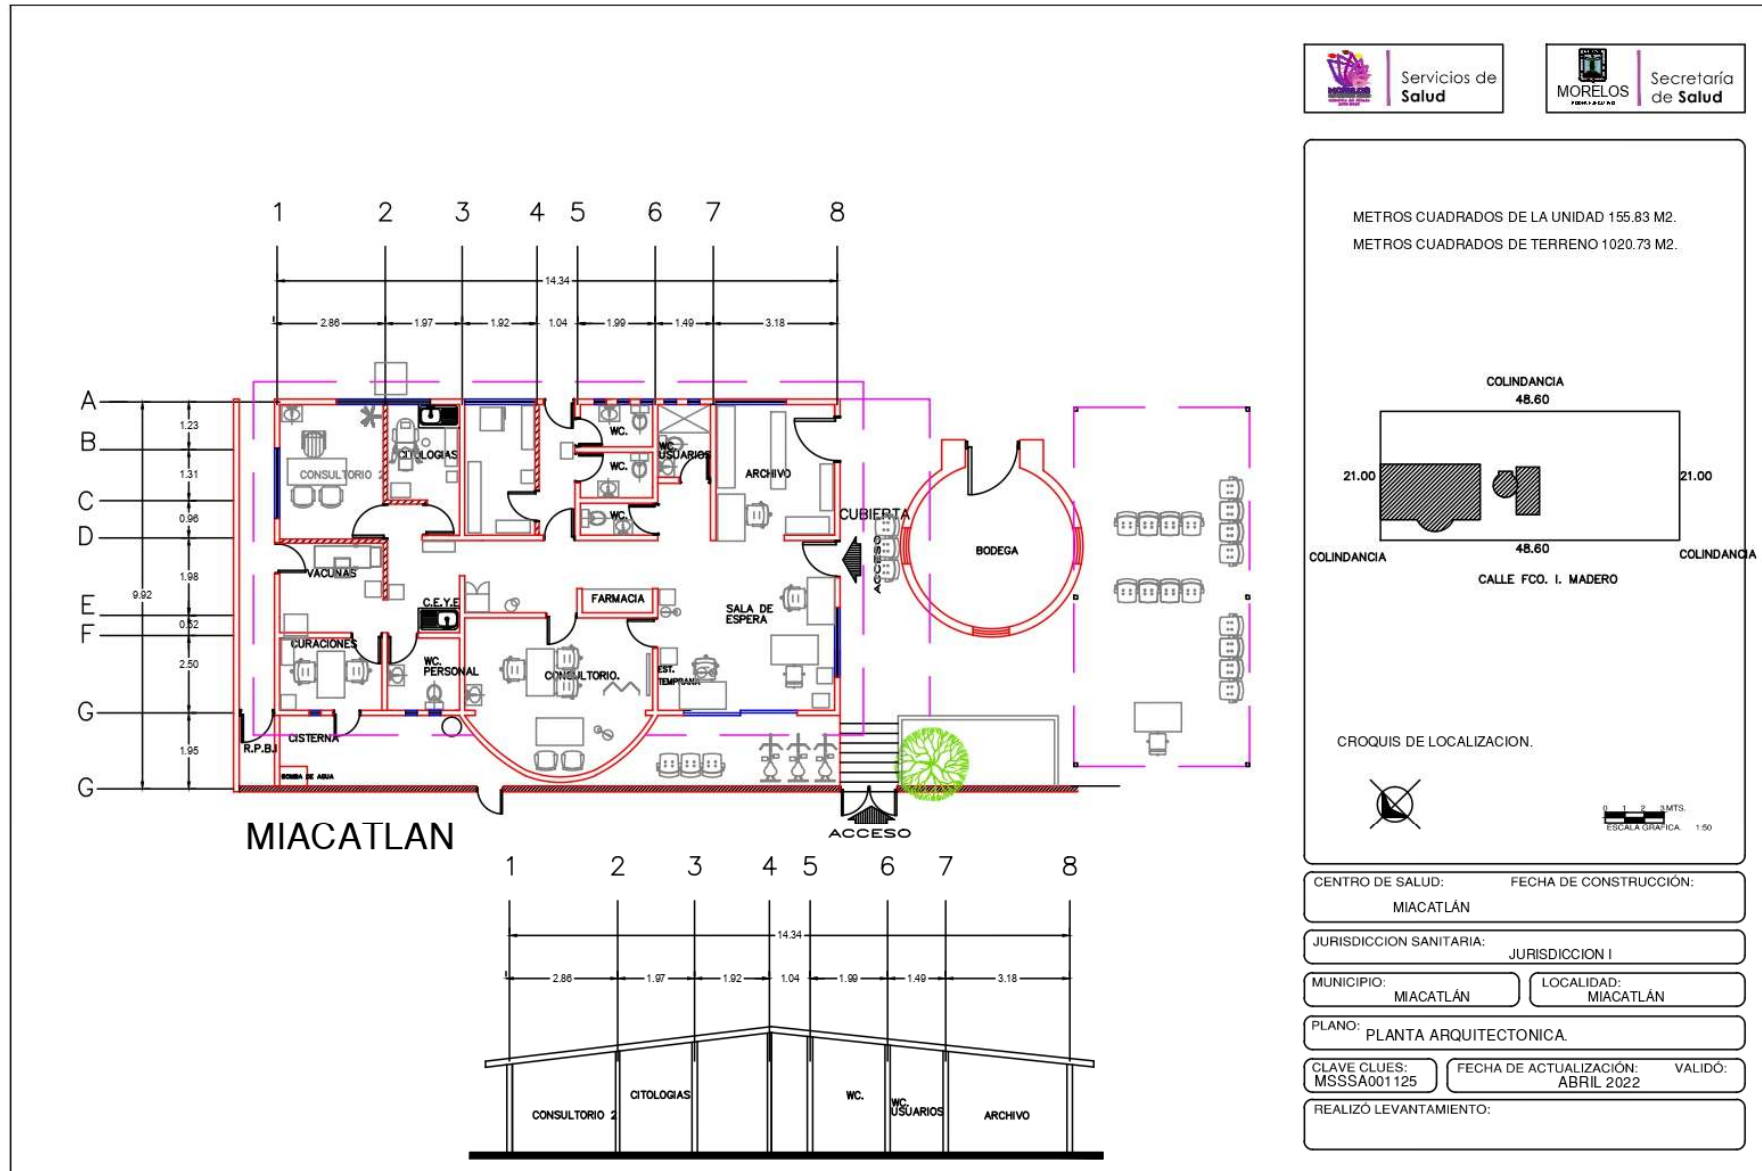 Servicios de
Salud
MORELOS
Secretaría
de Salud
METROS CUADRADOS DE LA UNIDAD 155.83 M2.
METROS CUADRADOS DE TERRENO 1020.73 M2.
1 2 3 4 5 6 7 8
14.34
2.86 1.97 1.92 1.04 1.99 1.49 3.18
A
B
C
D
E
F
G
G
1.23
1.31
0.96
1.98
0.52
2.50
1.95
9.92
CONSULTORIO 2
CITOLOGIAS
WC.
WC.
WC.
WC.
USUARIOS
ARCHIVO
CUBIERTA
ACCESO
BODEGA
VACUNAS
C.E.Y.E
FARMACIA
SALA DE
ESPERA
CURACIONES
WC.
PERSONAL
CONSULTORIO.
EST.
TEMPRANA
R.P.B.I
CISTERNA
BOMBA DE AGUA
ACCESO
MIACATLAN
1 2 3 4 5 6 7 8
14.34
2.86 1.97 1.92 1.04 1.99 1.49 3.18
CONSULTORIO 2
CITOLOGIAS
WC.
WC.
USUARIOS
ARCHIVO
COLINDANCIA
48.60
21.00
21.00
48.60
COLINDANCIA
COLINDANCIA
CALLE FCO. I. MADERO
CROQUIS DE LOCALIZACION.
0 1 2 3MTS.
ESCALA GRAFICA. 1:50
CENTRO DE SALUD: FECHA DE CONSTRUCCIÓN:
MIACATLÁN
JURISDICCION SANITARIA:
JURISDICCION I
MUNICIPIO:
MIACATLÁN
LOCALIDAD:
MIACATLÁN
PLANO: PLANTA ARQUITECTONICA.
CLAVE CLUES:
MSSSA001125
FECHA DE ACTUALIZACIÓN: VALIDÓ:
ABRIL 2022
REALIZÓ LEVANTAMIENTO: